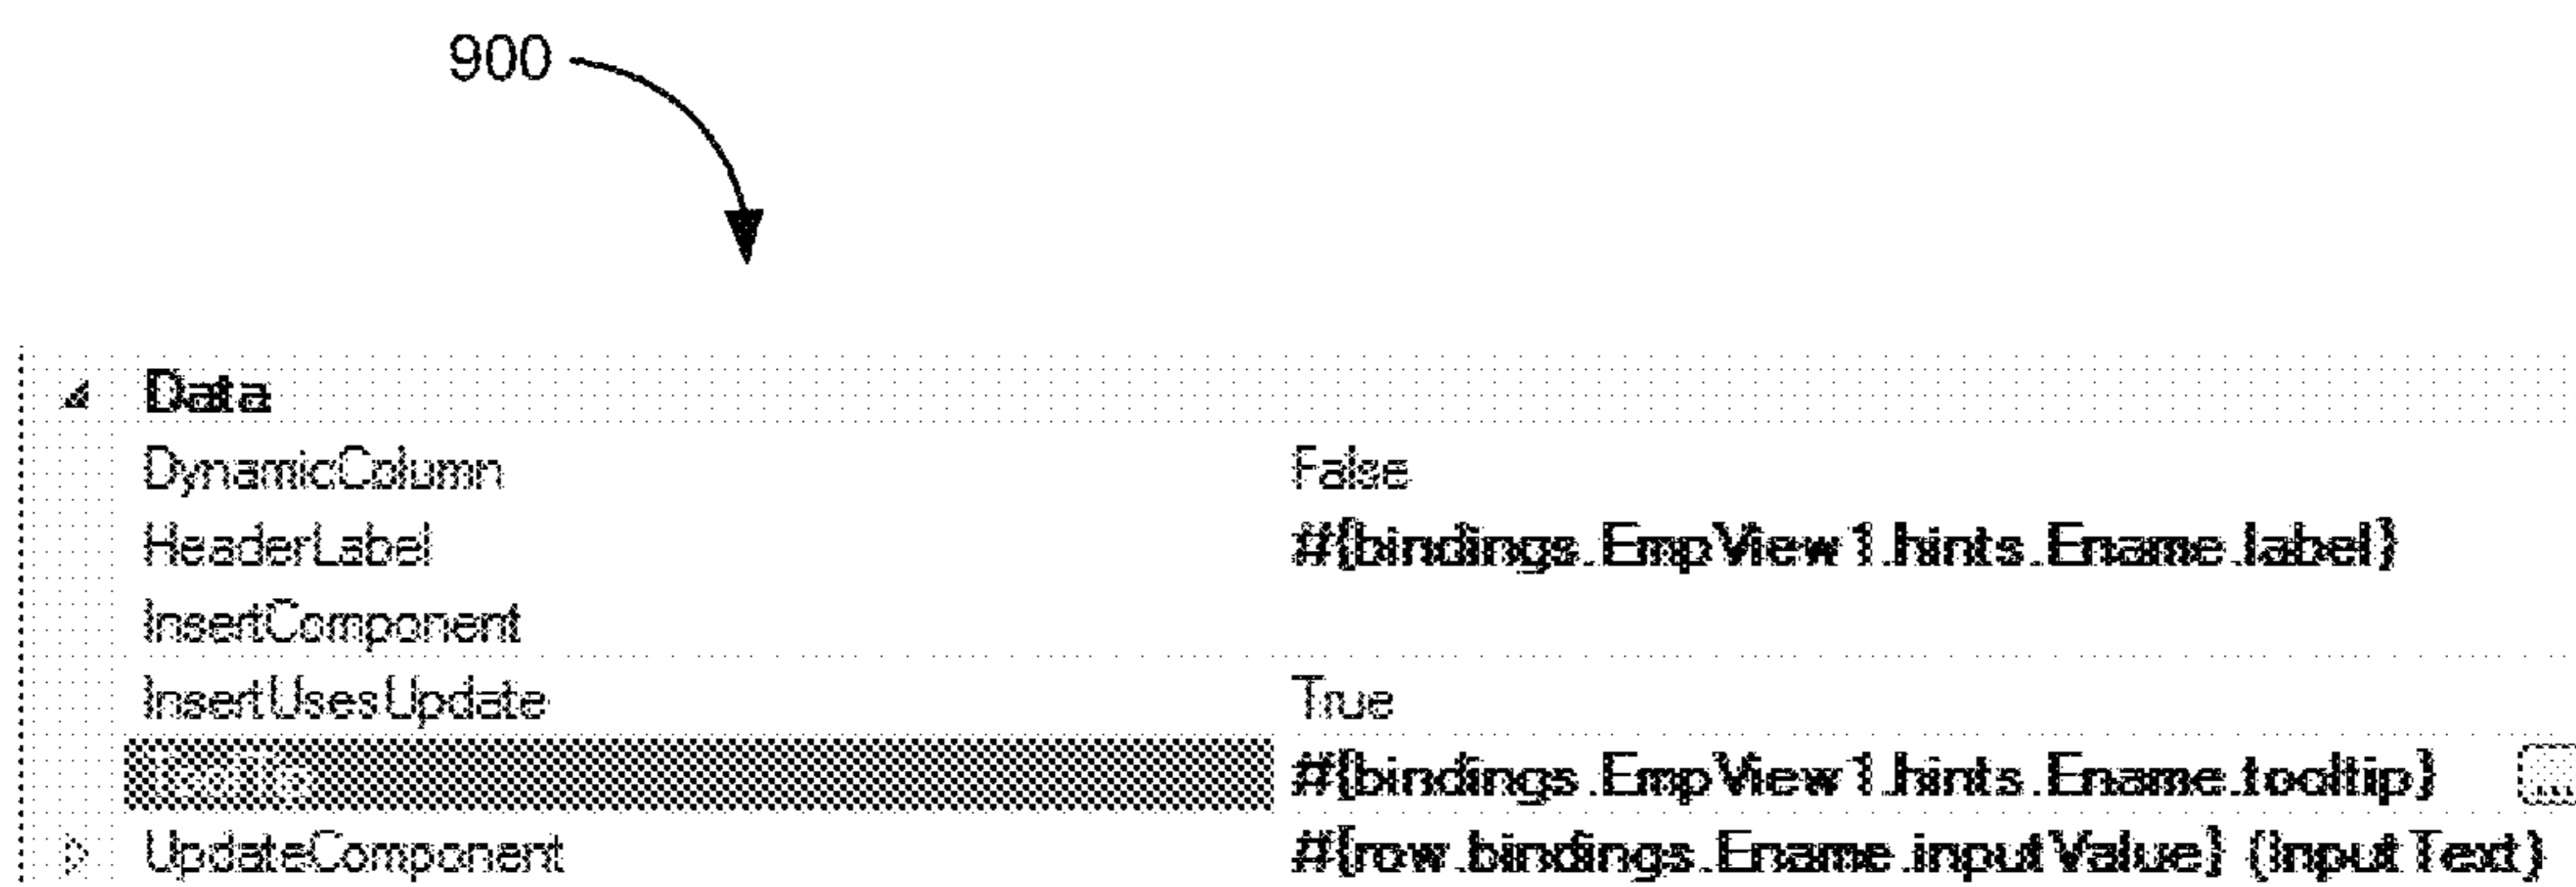 900
Data
DynamicColumn False
HeaderLabel #{bindings.EmpView1.hints.Ename.label}
InsertComponent
InsertUsesUpdate True
ToolTip #{bindings.EmpView1.hints.Ename.tooltip} ...
UpdateComponent #{row.bindings.Ename.inputValue} (InputText)